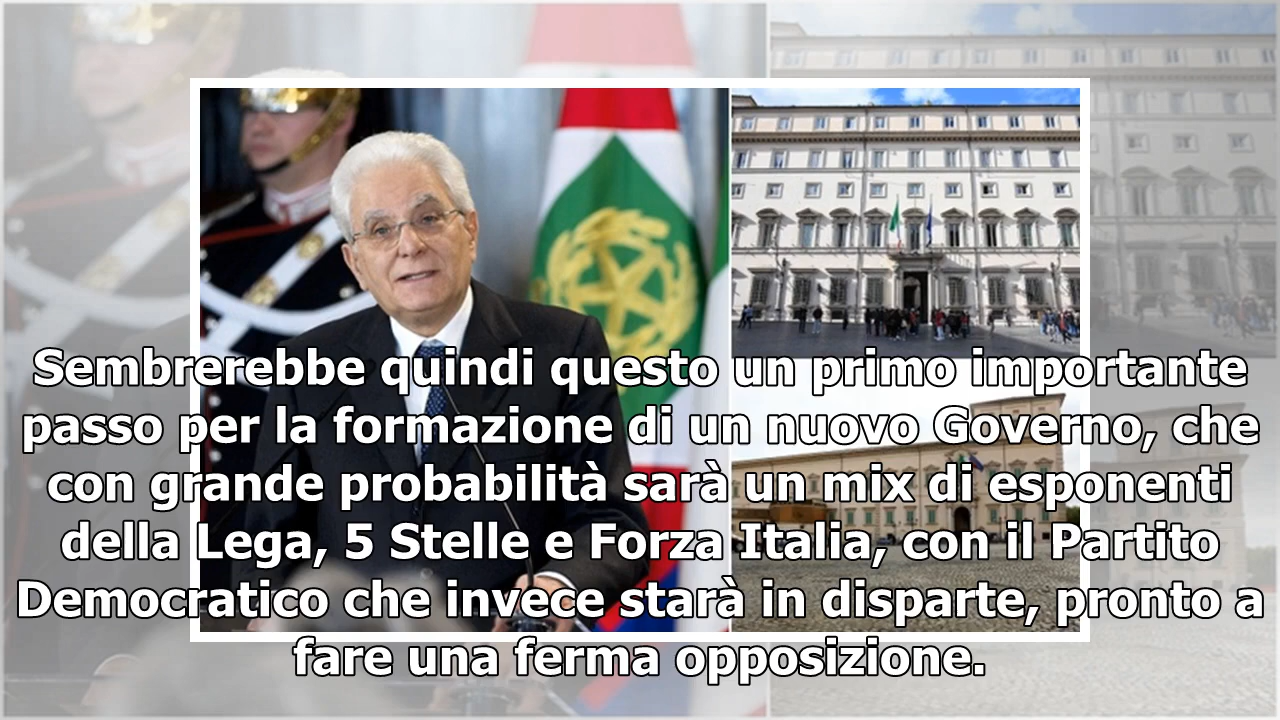 Sembrerebbe quindi questo un primo importante
passo per la formazione di un nuovo Governo, che
con grande probabilità sarà un mix di esponenti
della Lega, 5 Stelle e Forza Italia, con il Partito
Democratico che invece starà in disparte, pronto a
fare una ferma opposizione.